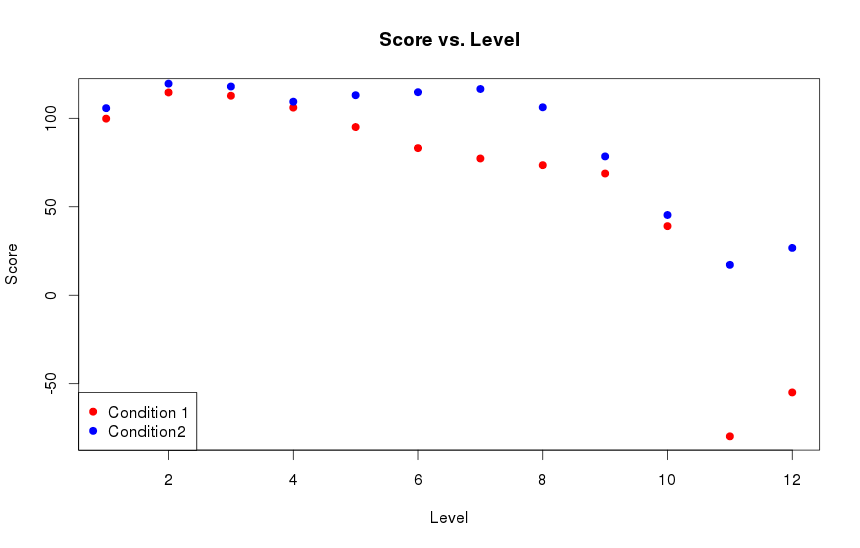 Score vs. Level
Score
100
50
0
-50
Condition 1
Condition2
2 4 6 8 10 12
Level